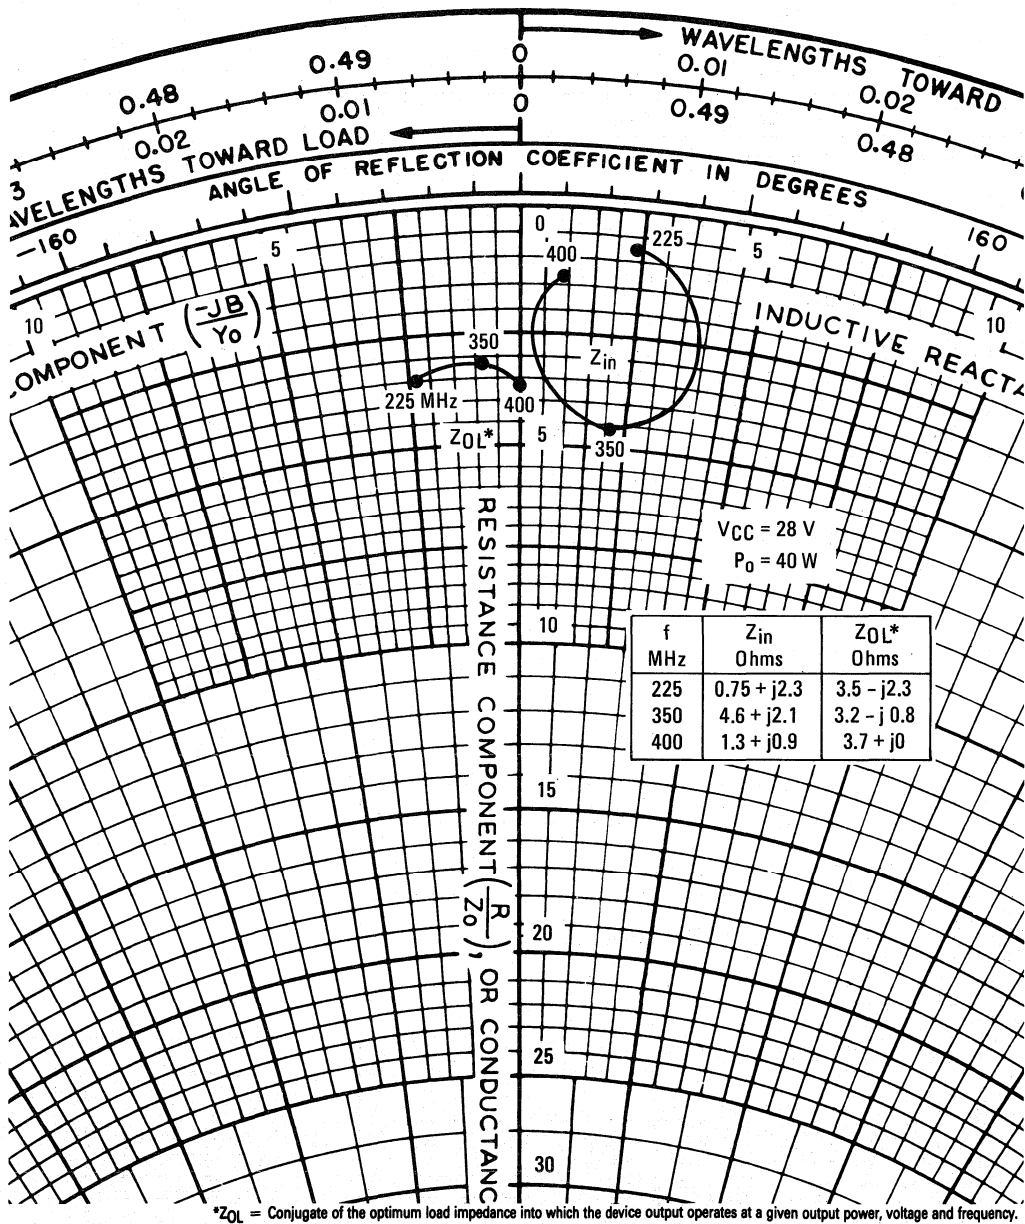 WAVELENGTHS TOWARD
0.48 0.49 0 0.01 0.02
0.02 0.01 0 0.49 0.48
3
AVELENGTHS TOWARD LOAD
ANGLE OF REFLECTION COEFFICIENT IN DEGREES
-160 160
0
5 5
10 10
OMPONENT (-JB/Yo)
INDUCTIVE REACTA
400
225
350
Zin
225 MHz
400
ZOL*
5
350
VCC = 28 V
Po = 40 W
RESISTANCE COMPONENT (R/Zo), OR CONDUCTANC
10
f Zin ZOL*
MHz Ohms Ohms
225 0.75 + j2.3 3.5 – j2.3
350 4.6 + j2.1 3.2 – j 0.8
400 1.3 + j0.9 3.7 + j0
15
20
25
30
*ZOL = Conjugate of the optimum load impedance into which the device output operates at a given output power, voltage and frequency.